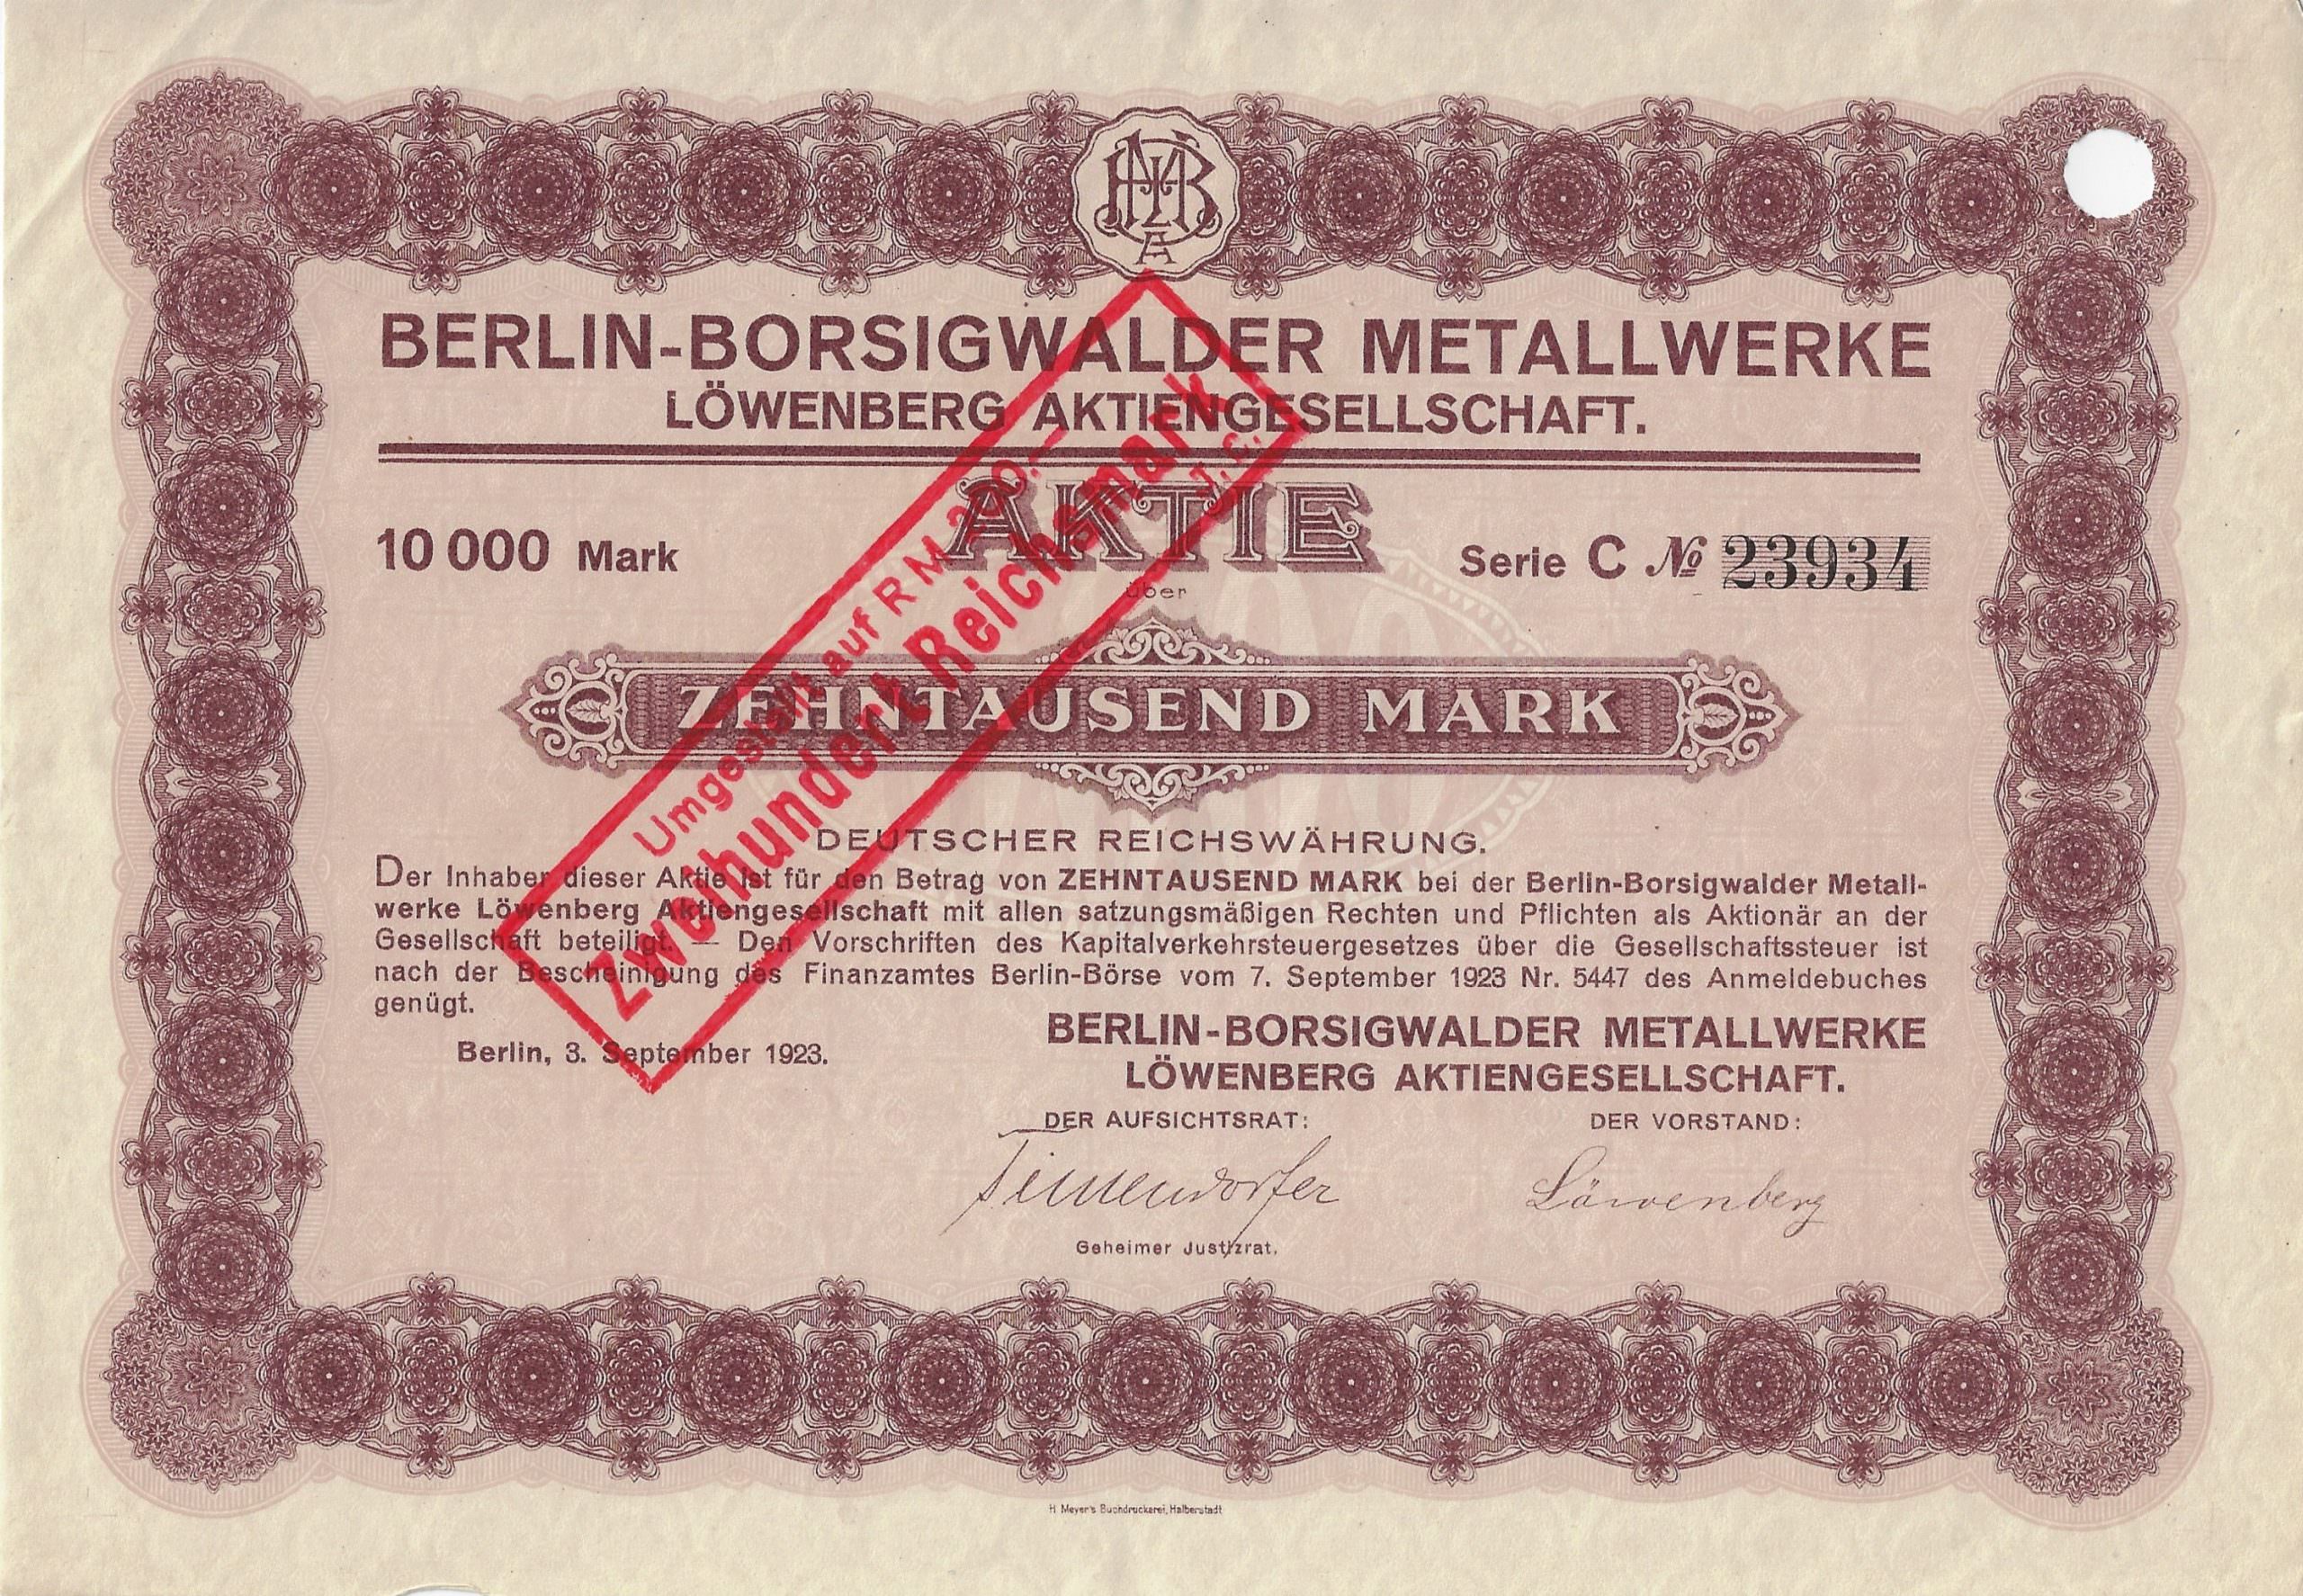 BERLIN-BORSIGWALDER METALLWERKE
LÖWENBERG AKTIENGESELLSCHAFT.
AKTIE
10 000 Mark
Serie C № 23934
über
ZEHNTAUSEND MARK
DEUTSCHER REICHSWÄHRUNG.
Der Inhaber dieser Aktie ist für den Betrag von ZEHNTAUSEND MARK bei der Berlin-Borsigwalder Metall-
werke Löwenberg Aktiengesellschaft mit allen satzungsmäßigen Rechten und Pflichten als Aktionär an der
Gesellschaft beteiligt. — Den Vorschriften des Kapitalverkehrsteuergesetzes über die Gesellschaftssteuer ist
nach der Bescheinigung des Finanzamtes Berlin-Börse vom 7. September 1923 Nr. 5447 des Anmeldebuches
genügt.
Berlin, 3. September 1923.
BERLIN-BORSIGWALDER METALLWERKE
LÖWENBERG AKTIENGESELLSCHAFT.
DER AUFSICHTSRAT:
DER VORSTAND:
Timendorfer
Löwenberg
Geheimer Justizrat.
Umgestellt auf RM 200.—
Zweihundert Reichsmark
J. C.
H. Meyer's Buchdruckerei, Halberstadt